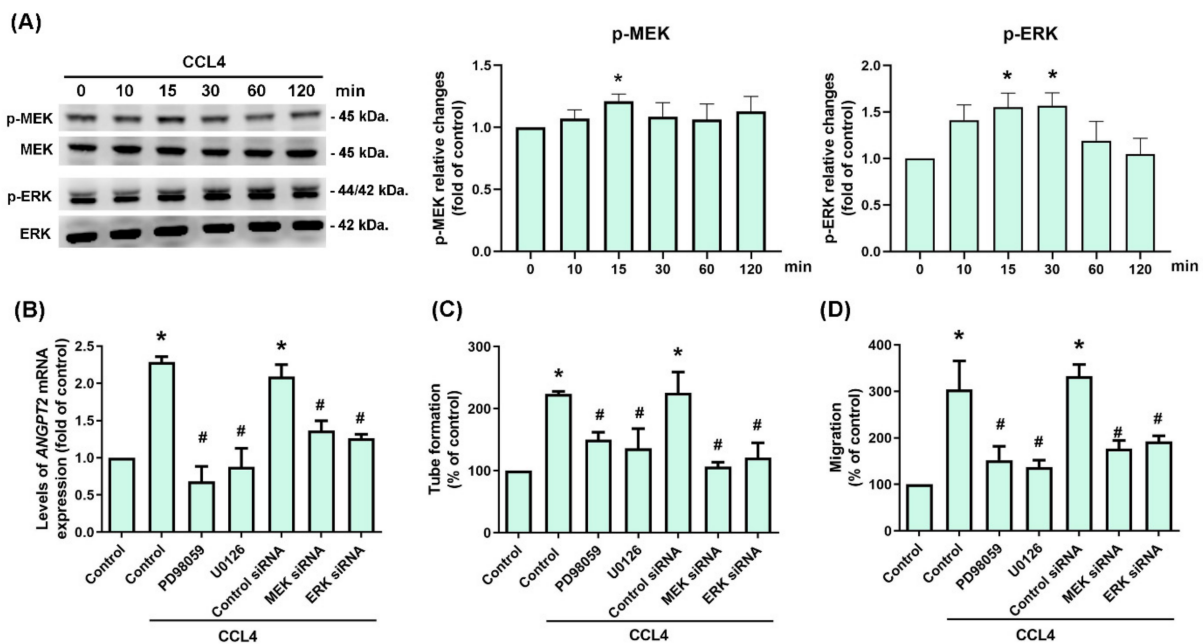 (A)
CCL4
0 10 15 30 60 120 min
p-MEK - 45 kDa.
MEK - 45 kDa.
p-ERK - 44/42 kDa.
ERK - 42 kDa.
p-MEK
p-MEK relative changes
(fold of control)
1.5
1.0
0.5
0.0
*
0 10 15 30 60 120 min
p-ERK
p-ERK relative changes
(fold of control)
2.0
1.5
1.0
0.5
0.0
* *
0 10 15 30 60 120 min
(B)
Levels of ANGPT2 mRNA
expression (fold of control)
2.5
2.0
1.5
1.0
0.5
0.0
* # # * # #
Control
Control
PD98059
U0126
Control siRNA
MEK siRNA
ERK siRNA
CCL4
(C)
Tube formation
(% of control)
300
200
100
0
* # # * # #
Control
Control
PD98059
U0126
Control siRNA
MEK siRNA
ERK siRNA
CCL4
(D)
Migration
(% of control)
400
300
200
100
0
* # # * # #
Control
Control
PD98059
U0126
Control siRNA
MEK siRNA
ERK siRNA
CCL4